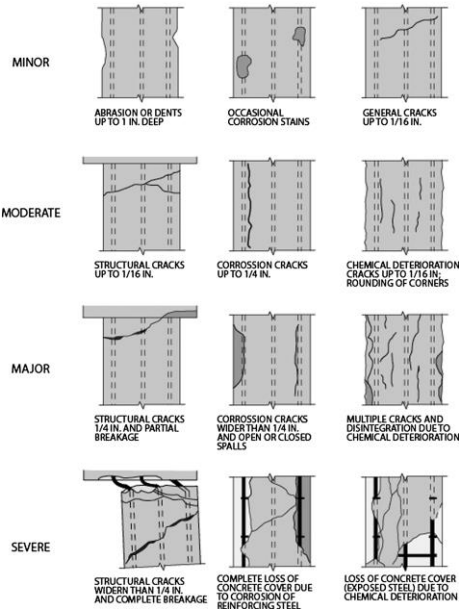 MINOR
ABRASION OR DENTS
UP TO 1 IN. DEEP
OCCASIONAL
CORROSION STAINS
GENERAL CRACKS
UP TO 1/16 IN.
MODERATE
STRUCTURAL CRACKS
UP TO 1/16 IN.
CORROSSION CRACKS
UP TO 1/4 IN.
CHEMICAL DETERIORATION
CRACKS UP TO 1/16 IN;
ROUNDING OF CORNERS
MAJOR
STRUCTURAL CRACKS
1/4 IN. AND PARTIAL
BREAKAGE
CORROSSION CRACKS
WIDER THAN 1/4 IN.
AND OPEN OR CLOSED
SPALLS
MULTIPLE CRACKS AND
DISINTEGRATION DUE TO
CHEMICAL DETERIORATION
SEVERE
STRUCTURAL CRACKS
WIDERN THAN 1/4 IN.
AND COMPLETE BREAKAGE
COMPLETE LOSS OF
CONCRETE COVER DUE
TO CORROSION OF
REINFORCING STEEL
LOSS OF CONCRETE COVER
(EXPOSED STEEL) DUE TO
CHEMICAL DETERIORATION